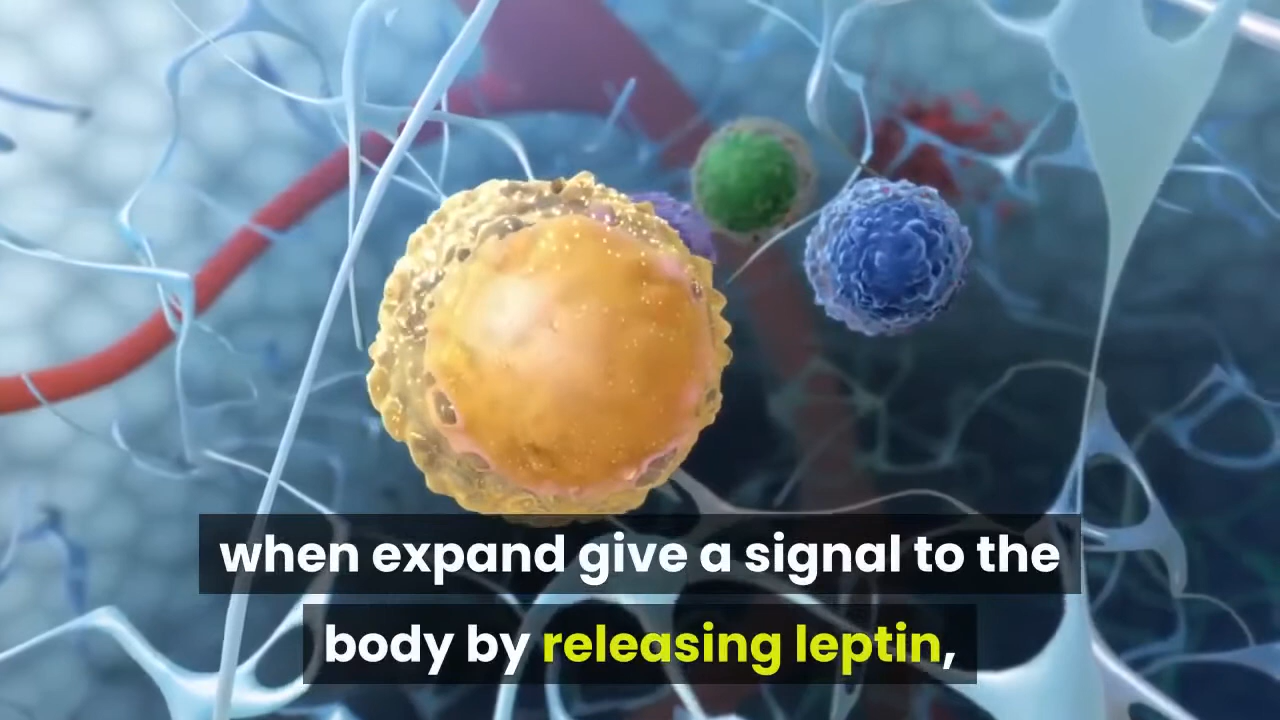 when expand give a signal to the
body by releasing leptin,